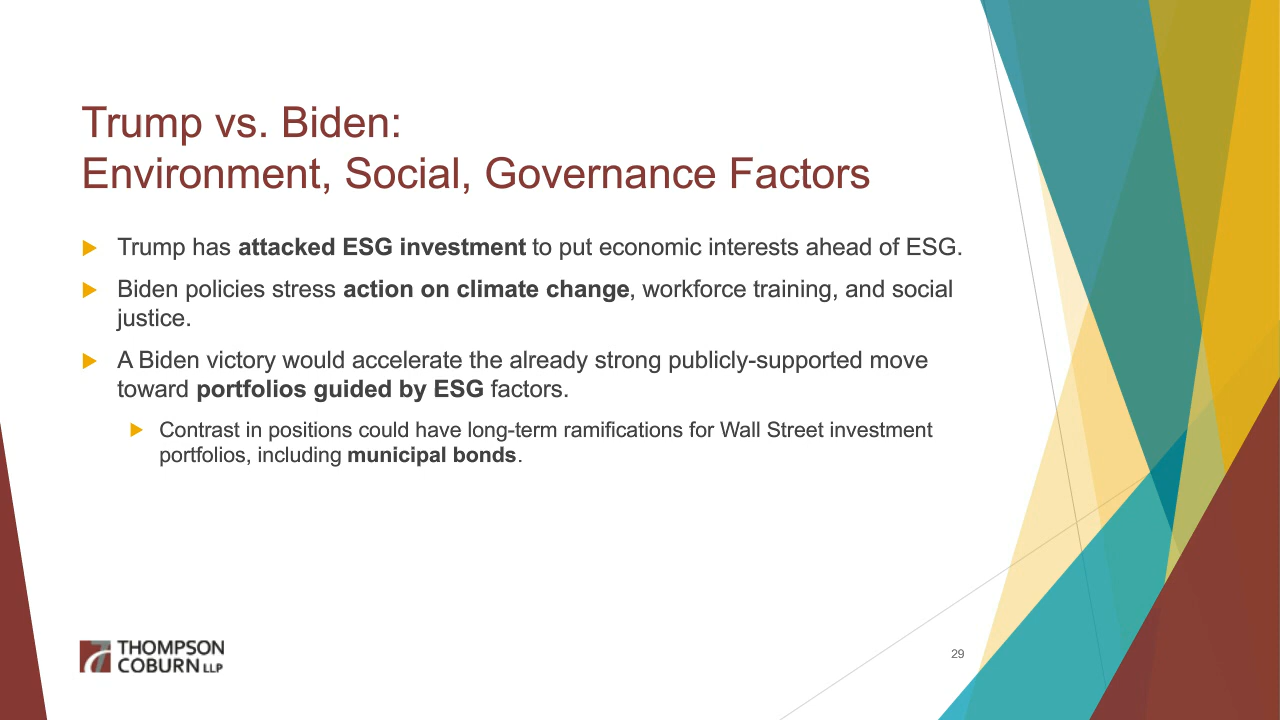 Trump vs. Biden:
Environment, Social, Governance Factors
Trump has attacked ESG investment to put economic interests ahead of ESG.
Biden policies stress action on climate change, workforce training, and social
justice.
A Biden victory would accelerate the already strong publicly-supported move
toward portfolios guided by ESG factors.
Contrast in positions could have long-term ramifications for Wall Street investment
portfolios, including municipal bonds.
THOMPSON
COBURN LLP
29